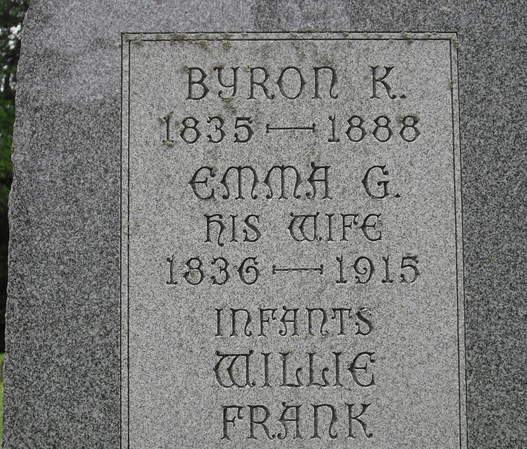 BYRON K.
1835 — 1888
EMMA G.
HIS WIFE
1836 — 1915
INFANTS
WILLIE
FRANK